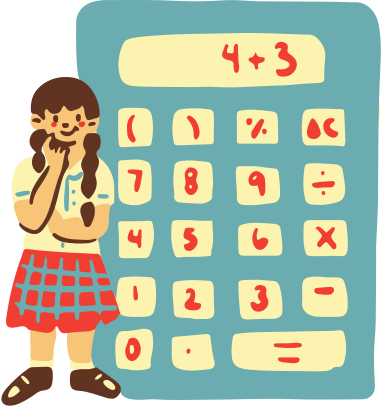 4+3
( ) % AC
7 8 9 ÷
4 5 6 ×
1 2 3 -
0 . =